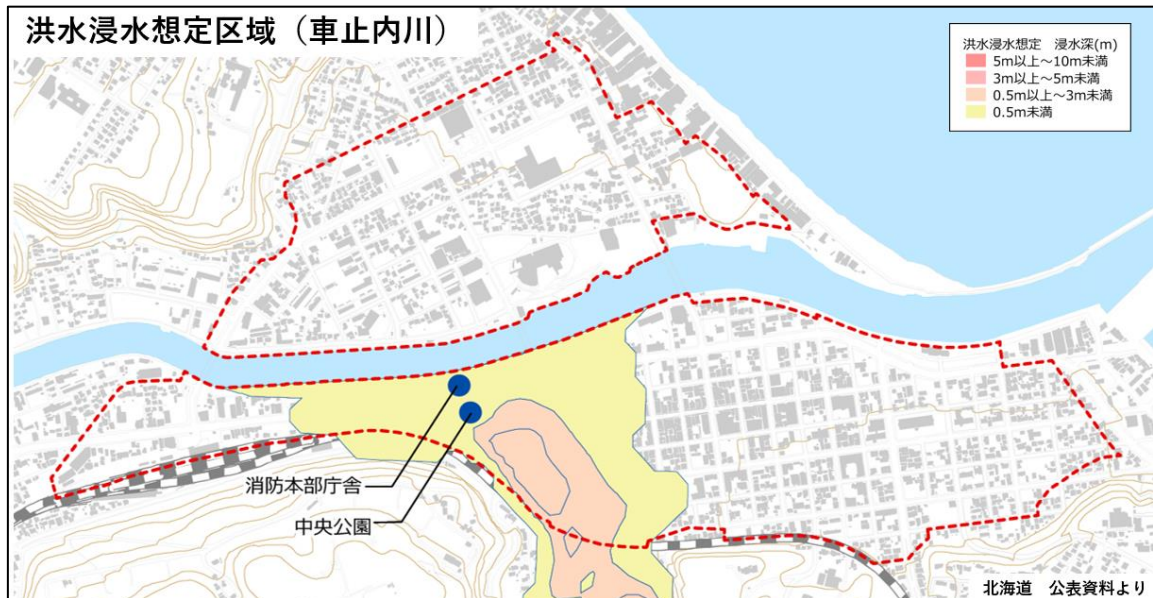 洪水浸水想定区域（車止内川）
洪水浸水想定　浸水深(m)
5m以上～10m未満
3m以上～5m未満
0.5m以上～3m未満
0.5m未満
消防本部庁舎
中央公園
北海道　公表資料より